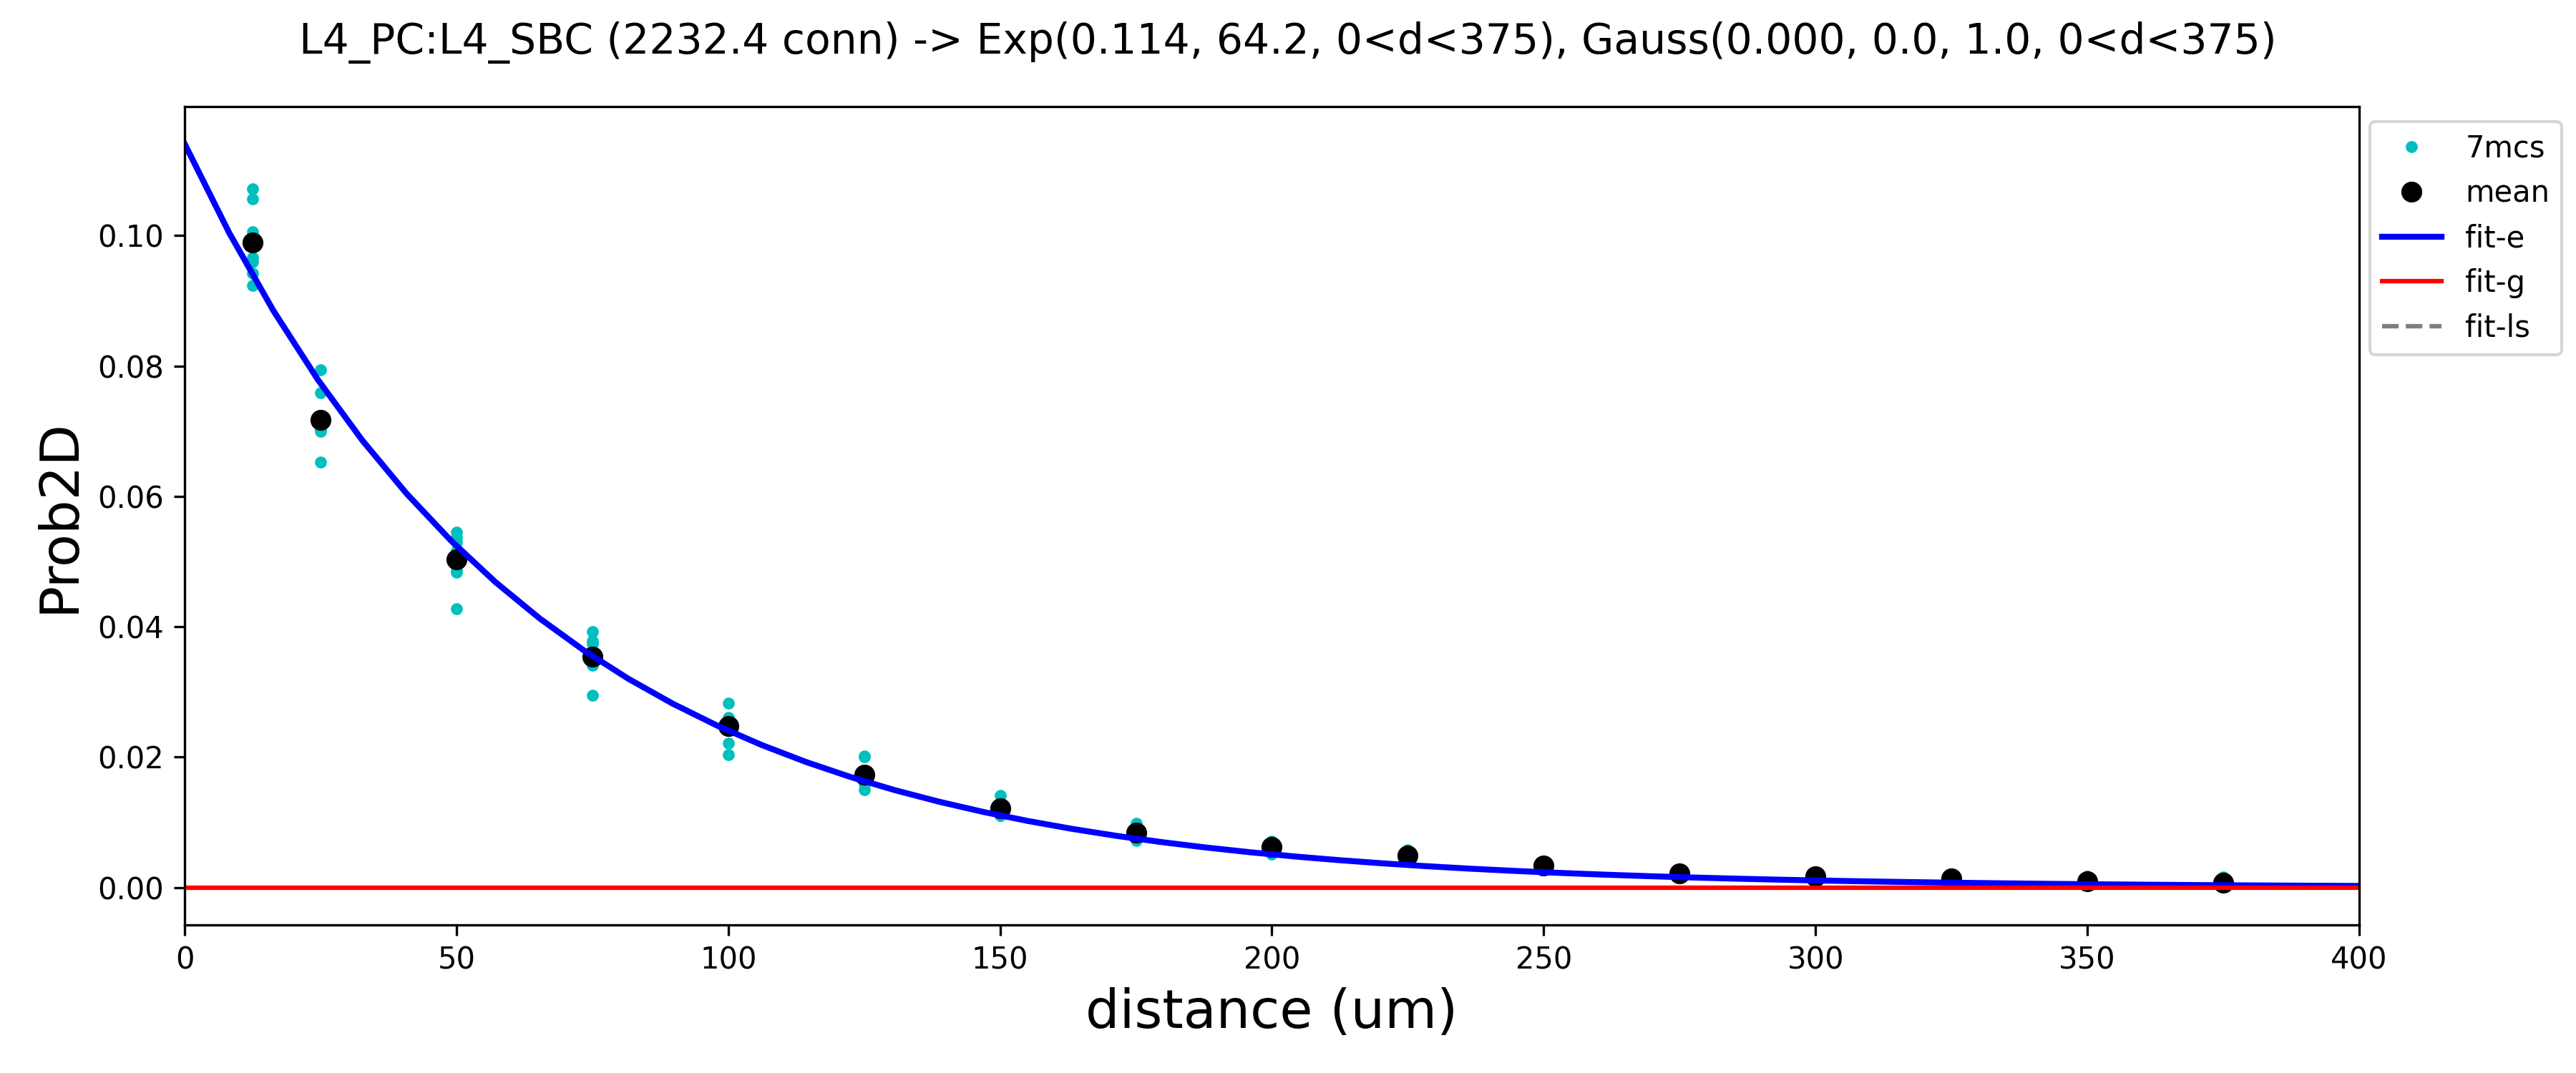 L4_PC:L4_SBC (2232.4 conn) -> Exp(0.114, 64.2, 0<d<375), Gauss(0.000, 0.0, 1.0, 0<d<375)
7mcs
mean
fit-e
fit-g
fit-ls
Prob2D
0.10
0.08
0.06
0.04
0.02
0.00
0 50 100 150 200 250 300 350 400
distance (um)